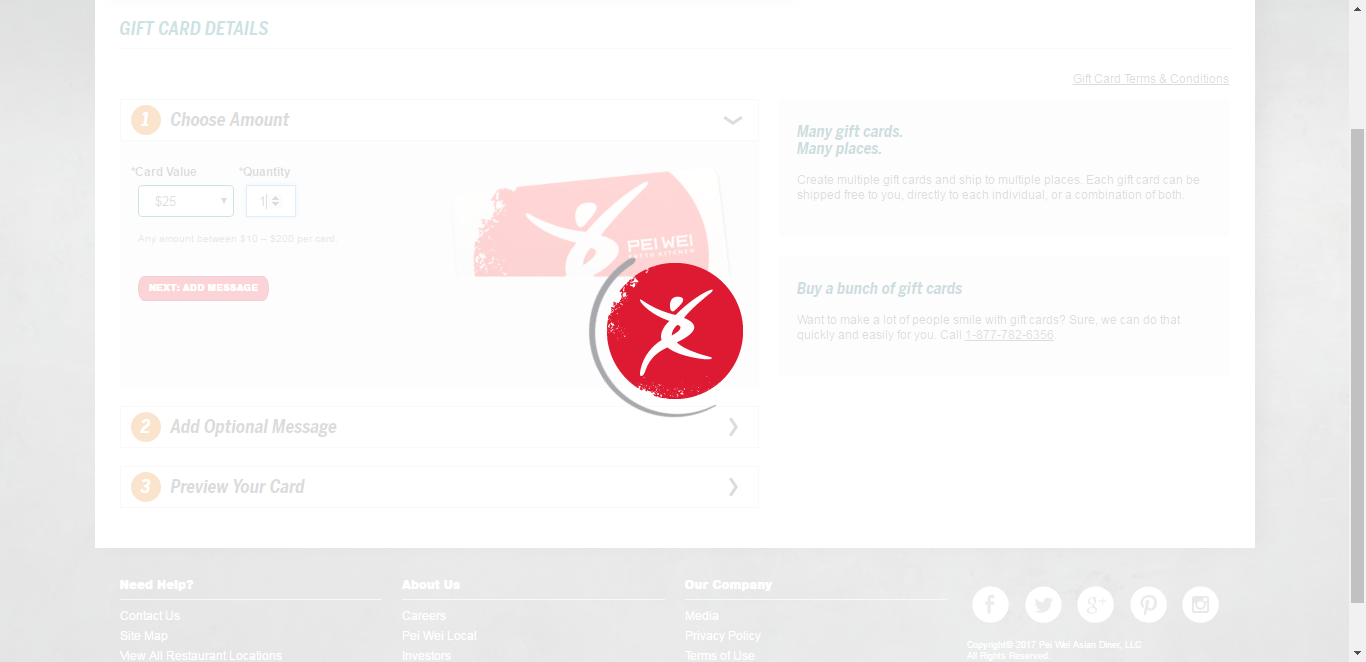 GIFT CARD DETAILS
Gift Card Terms & Conditions
1 Choose Amount
*Card Value *Quantity
$25 1
Any amount between $10 – $200 per card.
NEXT: ADD MESSAGE
PEI WEI
KITCHEN
Many gift cards.
Many places.
Create multiple gift cards and ship to multiple places. Each gift card can be
shipped free to you, directly to each individual, or a combination of both.
Buy a bunch of gift cards
Want to make a lot of people smile with gift cards? Sure, we can do that
quickly and easily for you. Call 1-877-782-6356.
2 Add Optional Message
3 Preview Your Card
Need Help?
Contact Us
Site Map
View All Restaurant Locations
About Us
Careers
Pei Wei Local
Investors
Our Company
Media
Privacy Policy
Terms of Use
Copyright© 2017 Pei Wei Asian Diner, LLC
All Rights Reserved.